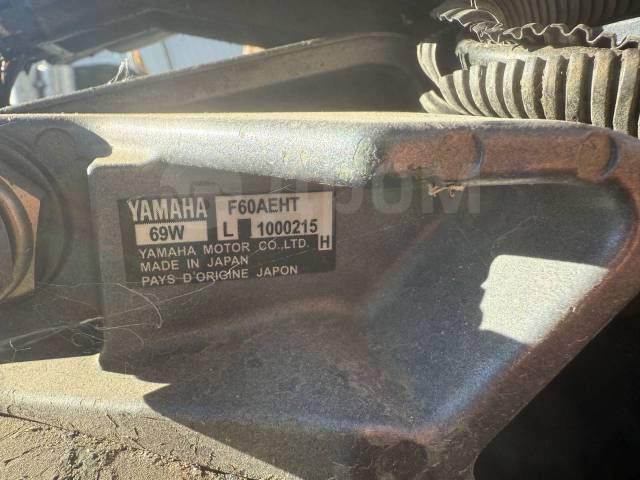 YAMAHA F60AEHT
69W L 1000215 H
YAMAHA MOTOR CO.,LTD.
MADE IN JAPAN
PAYS D'ORIGINE JAPON